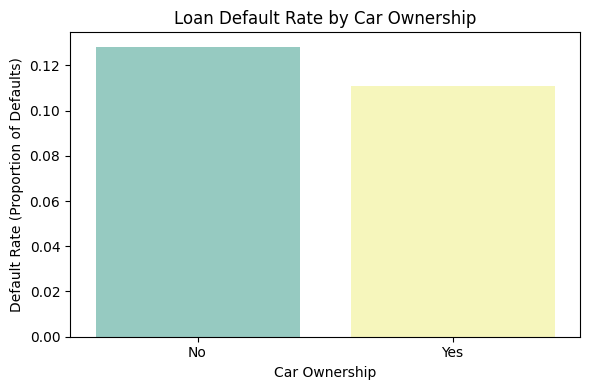 Loan Default Rate by Car Ownership
Default Rate (Proportion of Defaults)
0.12
0.10
0.08
0.06
0.04
0.02
0.00
No Yes
Car Ownership